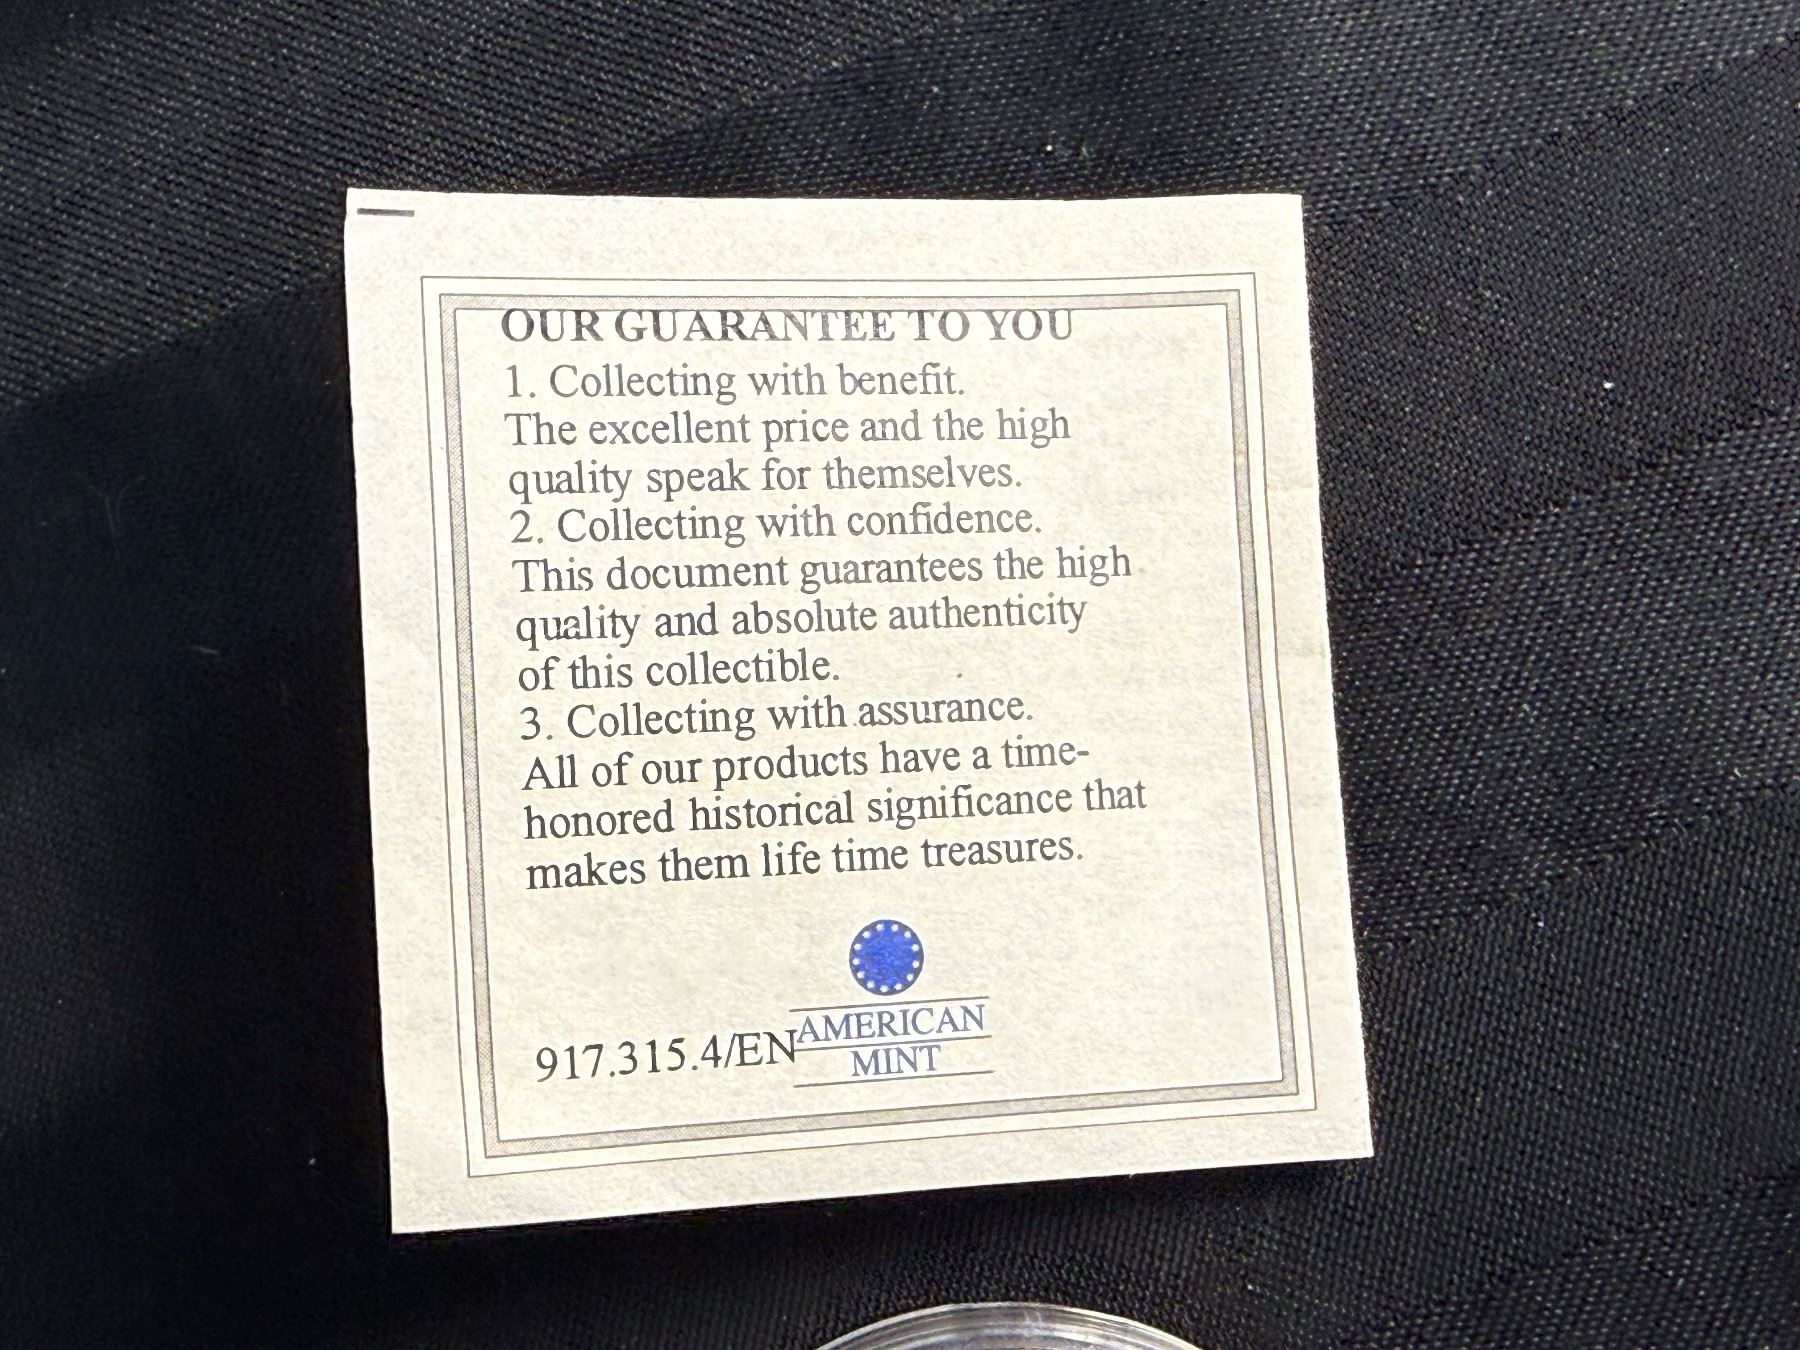 OUR GUARANTEE TO YOU
1. Collecting with benefit.
The excellent price and the high
quality speak for themselves.
2. Collecting with confidence.
This document guarantees the high
quality and absolute authenticity
of this collectible.
3. Collecting with assurance.
All of our products have a time-
honored historical significance that
makes them life time treasures.
917.315.4/EN
AMERICAN
MINT